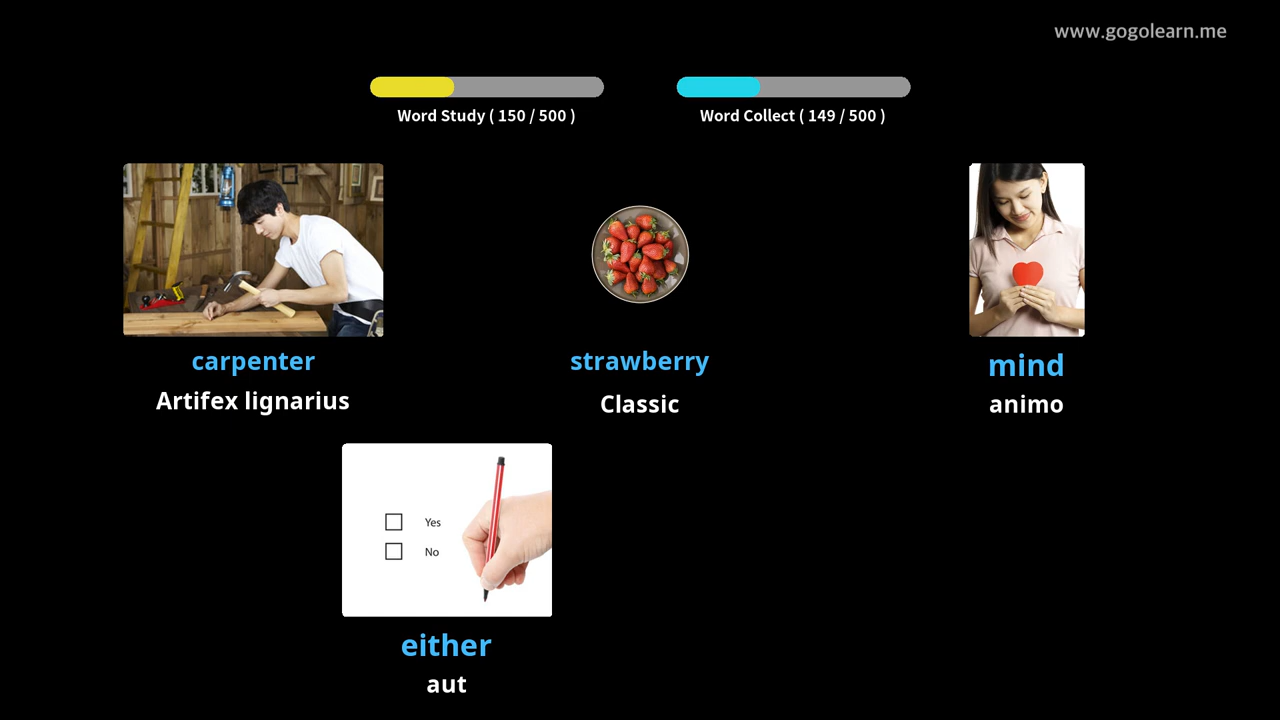 www.gogolearn.me
Word Study ( 150 / 500 )
Word Collect ( 149 / 500 )
carpenter
Artifex lignarius
strawberry
Classic
mind
animo
Yes
No
either
aut